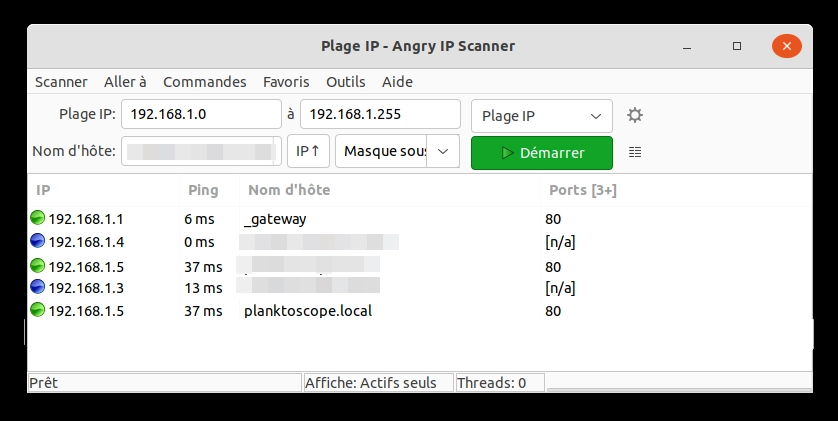 Plage IP - Angry IP Scanner
Scanner Aller à Commandes Favoris Outils Aide
Plage IP: 192.168.1.0 à 192.168.1.255 Plage IP
Nom d'hôte: IP↑ Masque sous Démarrer
IP Ping Nom d'hôte Ports [3+]
192.168.1.1 6 ms _gateway 80
192.168.1.4 0 ms [n/a]
192.168.1.5 37 ms 80
192.168.1.3 13 ms [n/a]
192.168.1.5 37 ms planktoscope.local 80
Prêt Affiche: Actifs seuls Threads: 0